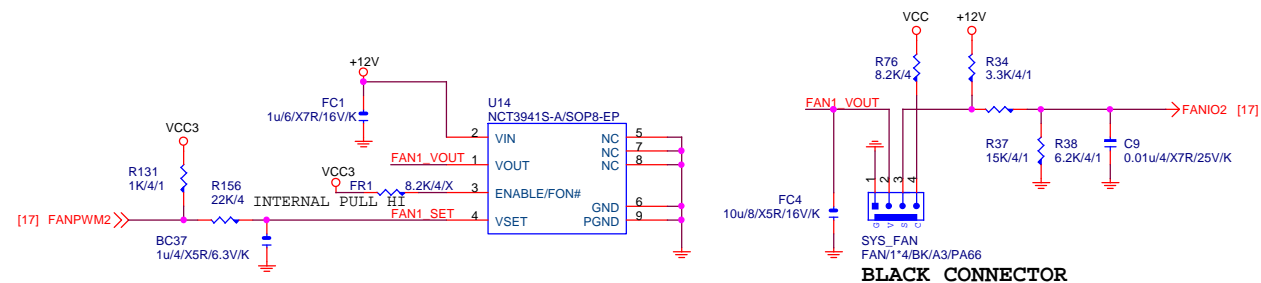 +12V
FC1
1u/6/X7R/16V/K
VCC3
R131
1K/4/1
R156
22K/4
[17] FANPWM2
BC37
1u/4/X5R/6.3V/K
INTERNAL PULL HI
VCC3
FR1
8.2K/4/X
FAN1_VOUT
FAN1_SET
U14
NCT3941S-A/SOP8-EP
2 VIN
1 VOUT
3 ENABLE/FON#
4 VSET
NC 5
NC 7
NC 8
GND 6
PGND 9
VCC
+12V
R76
8.2K/4
R34
3.3K/4/1
FAN1_VOUT
FANIO2 [17]
R37
15K/4/1
R38
6.2K/4/1
C9
0.01u/4/X7R/25V/K
FC4
10u/8/X5R/16V/K
1 2 3 4
G V S C
SYS_FAN
FAN/1*4/BK/A3/PA66
BLACK CONNECTOR